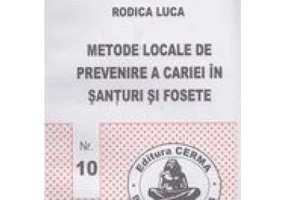 RODICA LUCA
METODE LOCALE DE
PREVENIRE A CARIEI ÎN
ŞANŢURI ŞI FOSETE
Nr.
10
Editura CERMA